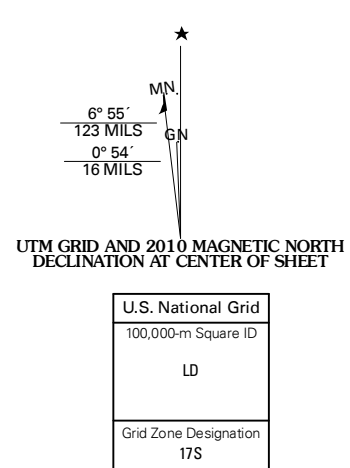 ★
MN.
6° 55´
123 MILS
GN
0° 54´
16 MILS
UTM GRID AND 2010 MAGNETIC NORTH
DECLINATION AT CENTER OF SHEET
U.S. National Grid
100,000-m Square ID
LD
Grid Zone Designation
17S